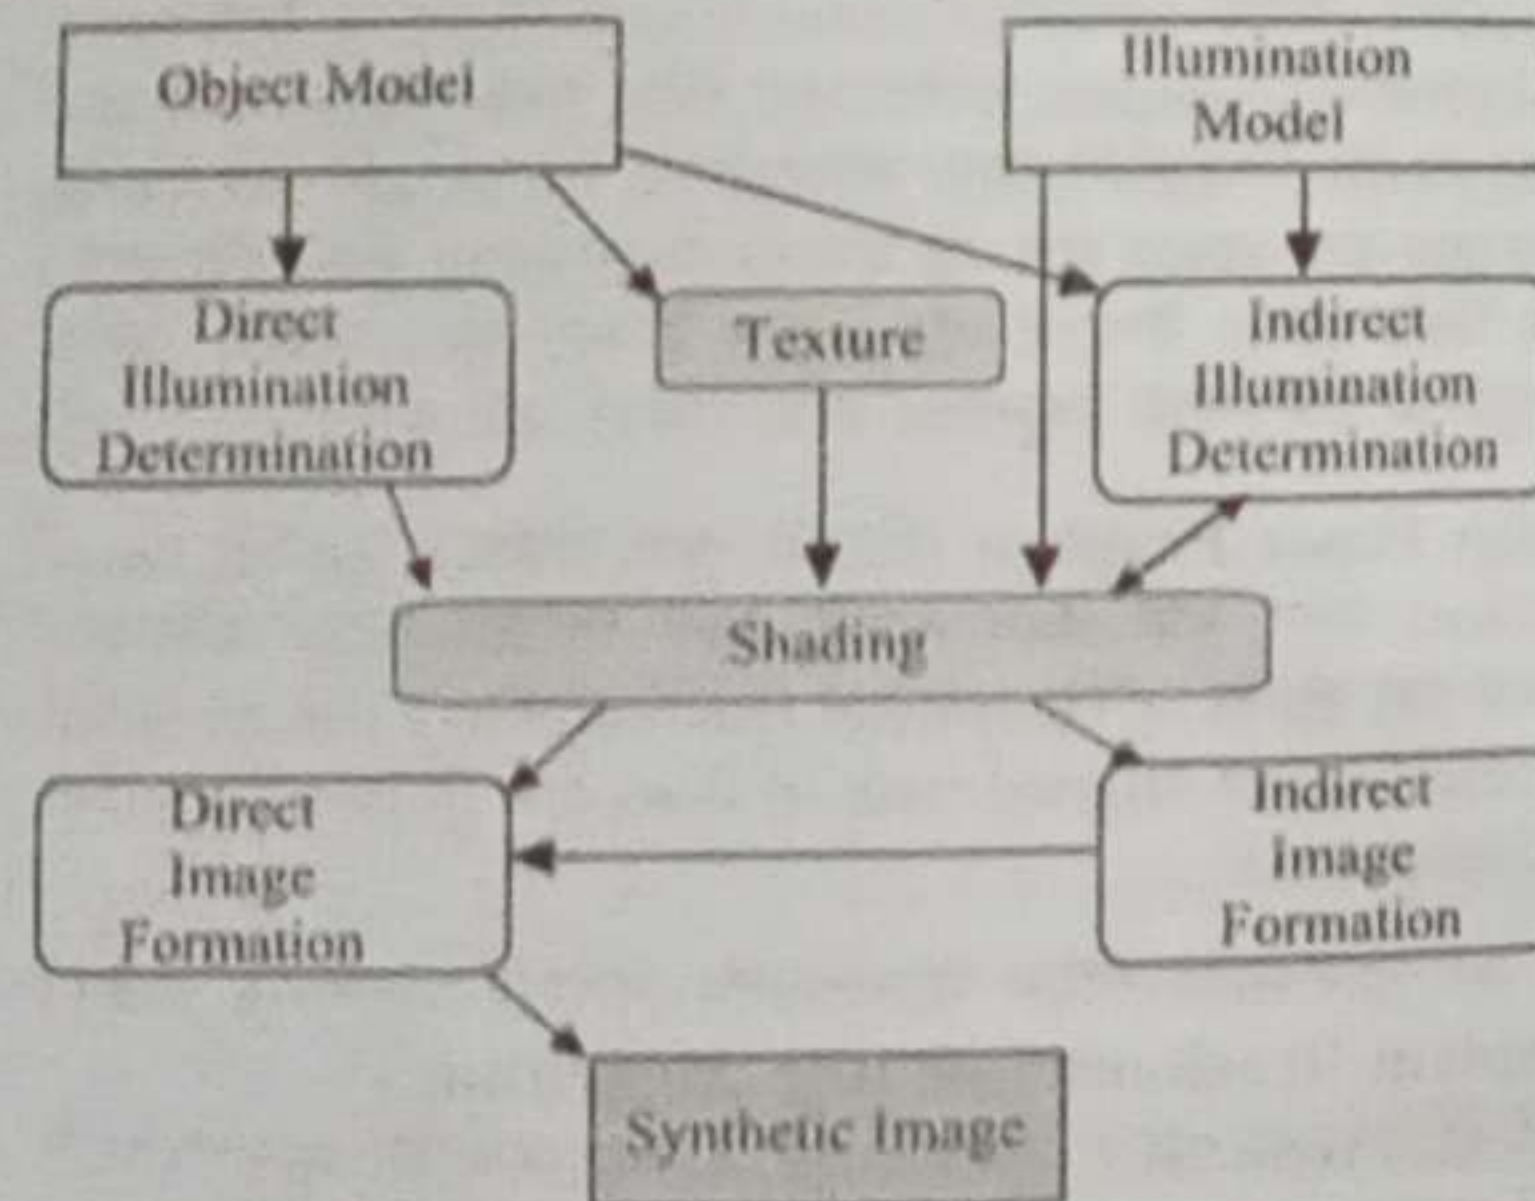 Object Model
Illumination
Model
Direct
Illumination
Determination
Texture
Indirect
Illumination
Determination
Shading
Direct
Image
Formation
Indirect
Image
Formation
Synthetic Image